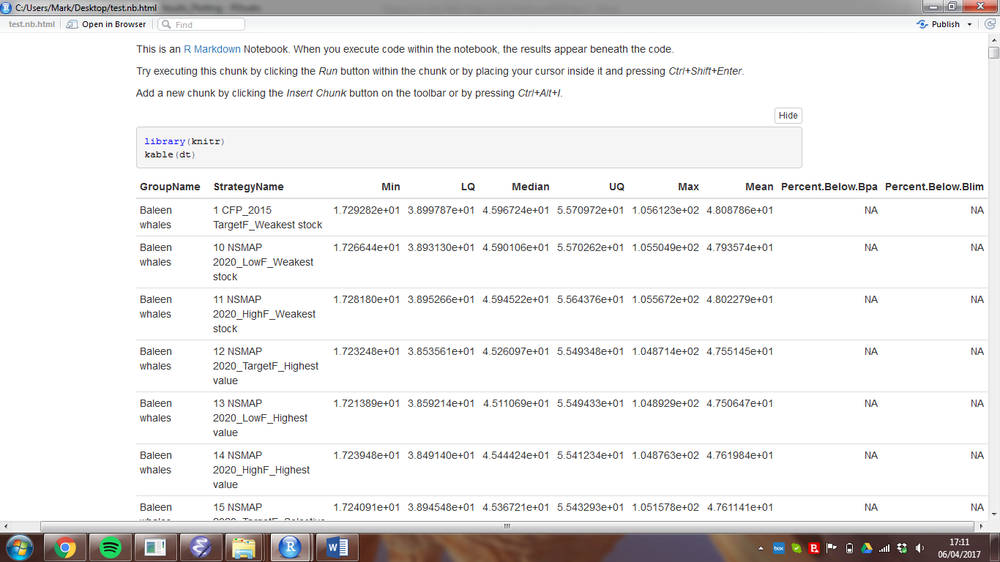 C:/Users/Mark/Desktop/test.nb.html
test.nb.html Open in Browser Find Publish
This is an R Markdown Notebook. When you execute code within the notebook, the results appear beneath the code.
Try executing this chunk by clicking the Run button within the chunk or by placing your cursor inside it and pressing Ctrl+Shift+Enter.
Add a new chunk by clicking the Insert Chunk button on the toolbar or by pressing Ctrl+Alt+I.
Hide
library(knitr)
kable(dt)
GroupName StrategyName Min LQ Median UQ Max Mean Percent.Below.Bpa Percent.Below.Blim
Baleen 1 CFP_2015 1.729282e+01 3.899787e+01 4.596724e+01 5.570972e+01 1.056123e+02 4.808786e+01 NA NA
whales TargetF_Weakest stock
Baleen 10 NSMAP 1.726644e+01 3.893130e+01 4.590106e+01 5.570262e+01 1.055049e+02 4.793574e+01 NA NA
whales 2020_LowF_Weakest
stock
Baleen 11 NSMAP 1.728180e+01 3.895266e+01 4.594522e+01 5.564376e+01 1.055672e+02 4.802279e+01 NA NA
whales 2020_HighF_Weakest
stock
Baleen 12 NSMAP 1.723248e+01 3.853561e+01 4.526097e+01 5.549348e+01 1.048714e+02 4.755145e+01 NA NA
whales 2020_TargetF_Highest
value
Baleen 13 NSMAP 1.721389e+01 3.859214e+01 4.511069e+01 5.549433e+01 1.048929e+02 4.750647e+01 NA NA
whales 2020_LowF_Highest
value
Baleen 14 NSMAP 1.723948e+01 3.849140e+01 4.544424e+01 5.541234e+01 1.048763e+02 4.761984e+01 NA NA
whales 2020_HighF_Highest
value
Baleen 15 NSMAP 1.724091e+01 3.894548e+01 4.536721e+01 5.543293e+01 1.051578e+02 4.761141e+01 NA NA
17:11
06/04/2017